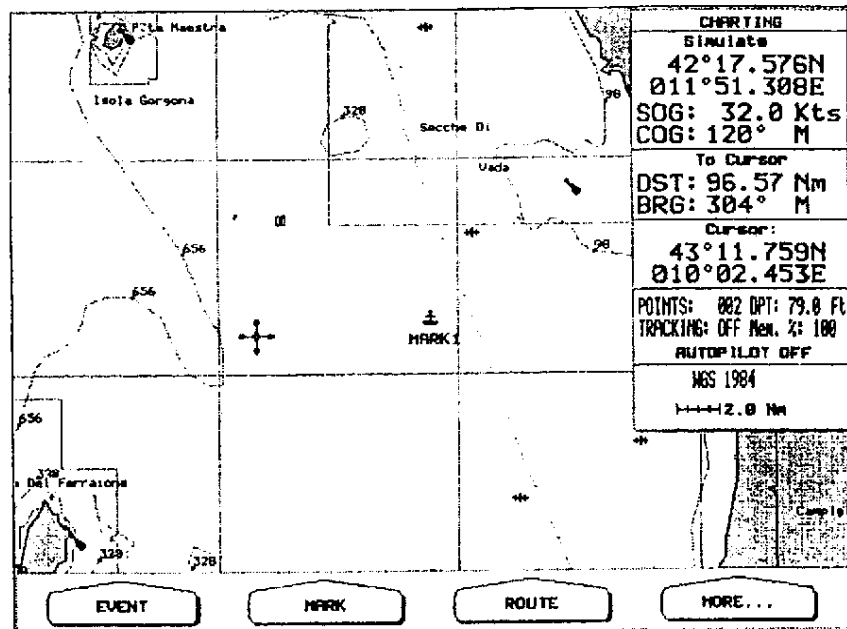 P.ta Maestra
Isola Gorgona
328
Secche Di
Vada
98
98
656
656
MARK1
656
328
328
328
EVENT
MARK
ROUTE
MORE...
CHARTING
Simulate
42°17.576N
011°51.308E
SOG: 32.0 Kts
COG: 120° M
To Cursor
DST: 96.57 Nm
BRG: 304° M
Cursor:
43°11.759N
010°02.453E
POINTS: 002 DPT: 79.0 Ft
TRACKING: OFF Mem. %: 100
AUTOPILOT OFF
WGS 1984
2.0 Nm